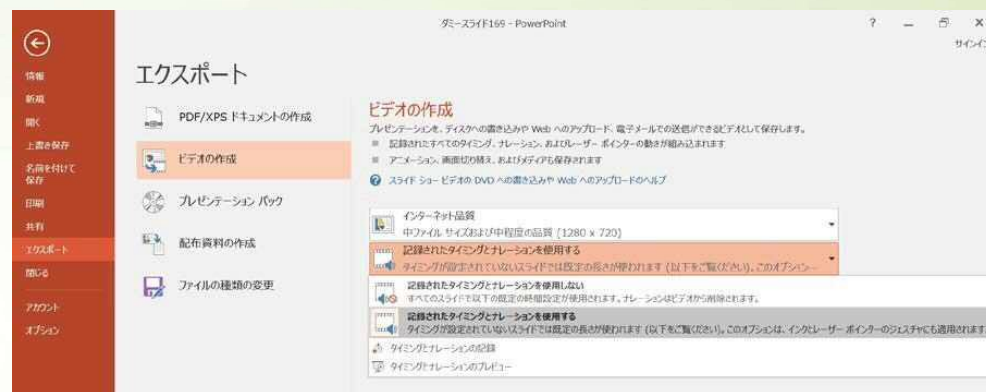 ダミースライド169 - PowerPoint
サインイン
情報
新規
開く
上書き保存
名前を付けて
保存
印刷
共有
エクスポート
閉じる
アカウント
オプション
エクスポート
PDF/XPS ドキュメントの作成
ビデオの作成
プレゼンテーション パック
配布資料の作成
ファイルの種類の変更
ビデオの作成
プレゼンテーションを、ディスクへの書き込みや Web へのアップロード、電子メールでの送信ができるビデオとして保存します。
記録されたすべてのタイミング、ナレーション、およびレーザー ポインターの動きが組み込まれます
アニメーション、画面切り替え、およびメディアも保存されます
スライド ショー ビデオの DVD への書き込みや Web へのアップロードのヘルプ
インターネット品質
中ファイル サイズおよび中程度の品質 [1280 x 720]
記録されたタイミングとナレーションを使用する
タイミングが設定されていないスライドでは既定の長さが使われます (以下をご覧ください)。このオプション…
記録されたタイミングとナレーションを使用しない
すべてのスライドで以下の既定の時間設定が使用されます。ナレーションはビデオから削除されます。
記録されたタイミングとナレーションを使用する
タイミングが設定されていないスライドでは既定の長さが使われます (以下をご覧ください)。このオプションは、インクとレーザー ポインターのジェスチャにも適用されます
タイミングとナレーションの記録
タイミングとナレーションのプレビュー